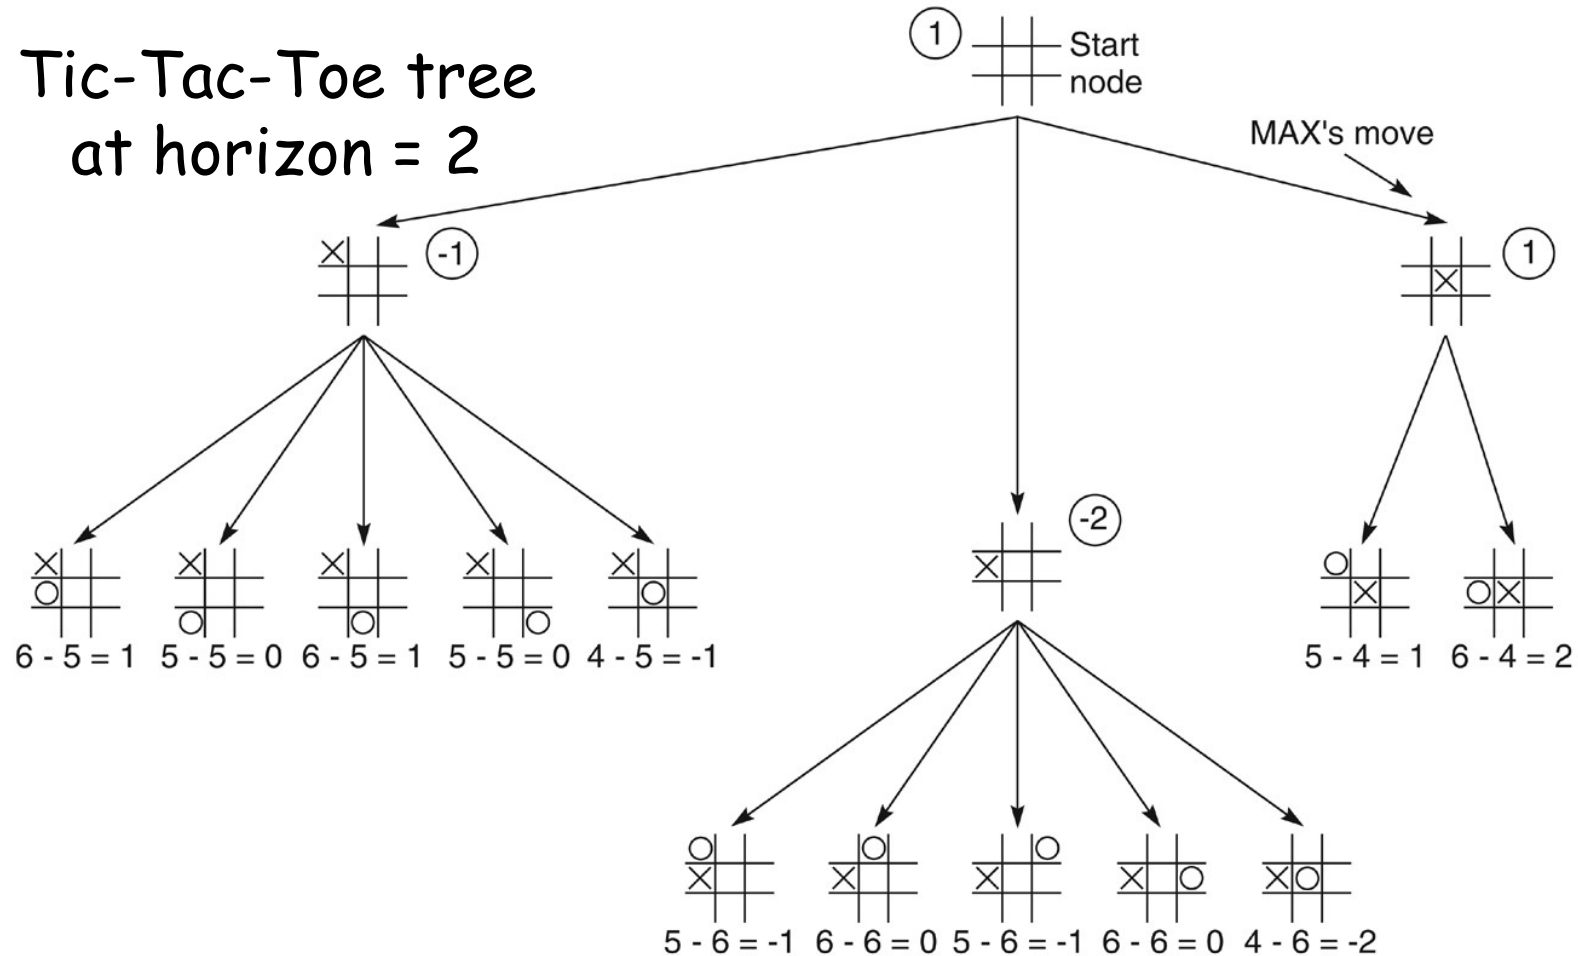 Tic-Tac-Toe tree
at horizon = 2
1
Start
node
MAX's move
X
-1
X
1
X
O
X
O
X
O
X
O
X
O
6 - 5 = 1
5 - 5 = 0
6 - 5 = 1
5 - 5 = 0
4 - 5 = -1
X
-2
O
X
O X
5 - 4 = 1
6 - 4 = 2
O
X
O
X
O
X
X O
X O
5 - 6 = -1
6 - 6 = 0
5 - 6 = -1
6 - 6 = 0
4 - 6 = -2